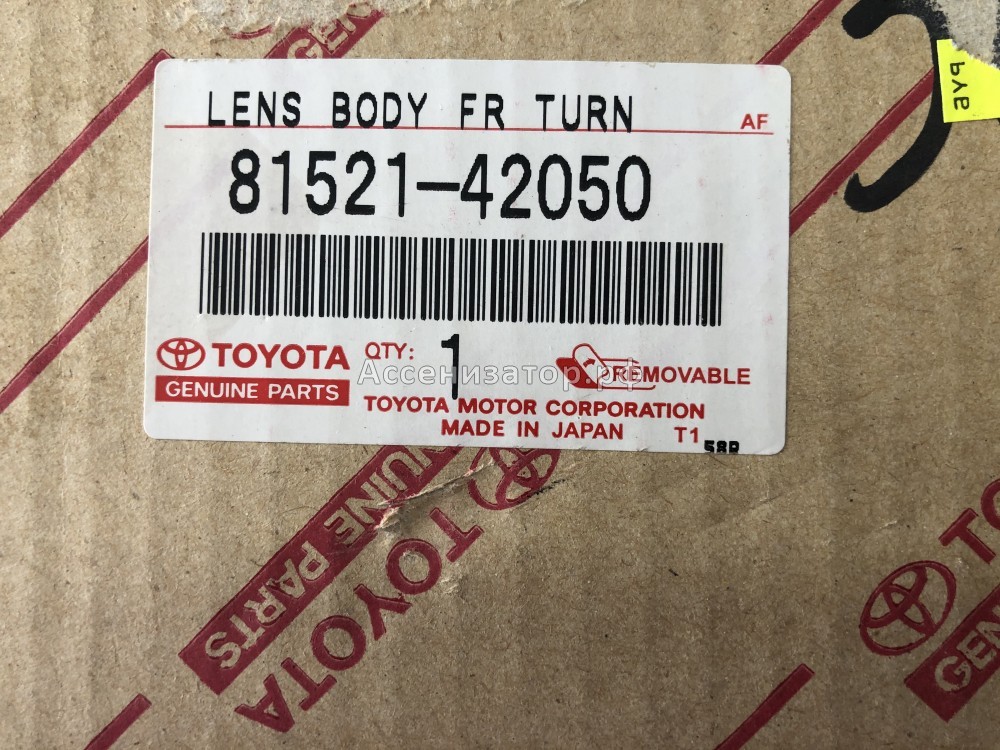 LENS BODY FR TURN
AF
81521-42050
TOYOTA
GENUINE PARTS
QTY: 1
REMOVABLE
Ассенизатор.рф
TOYOTA MOTOR CORPORATION
MADE IN JAPAN T1
GENUINE PARTS
TOYOTA